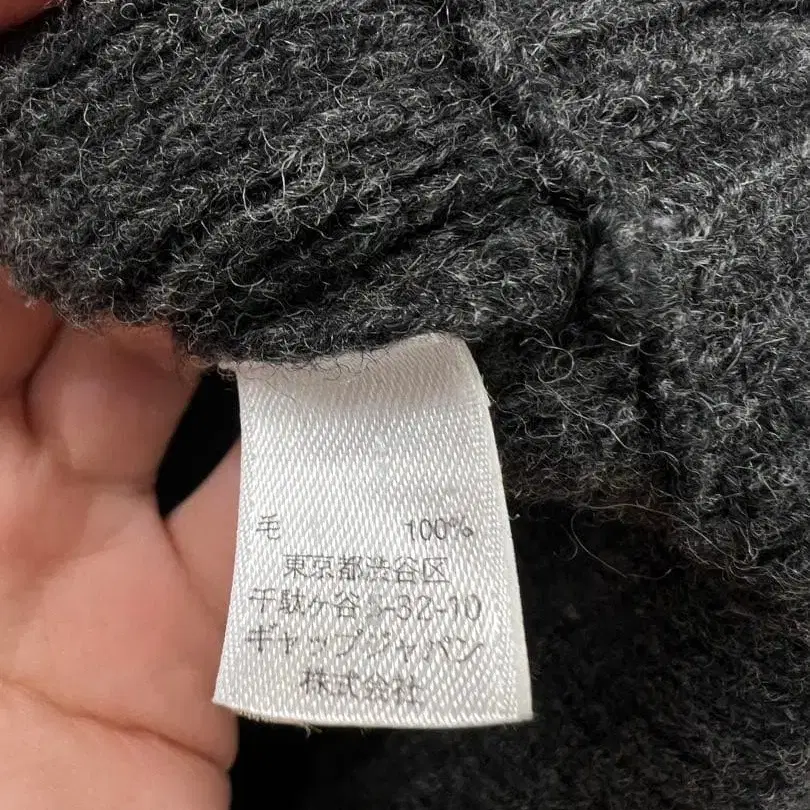 毛 100%
東京都渋谷区
千駄ヶ谷 -32-10
ギャップジャパン
株式会社